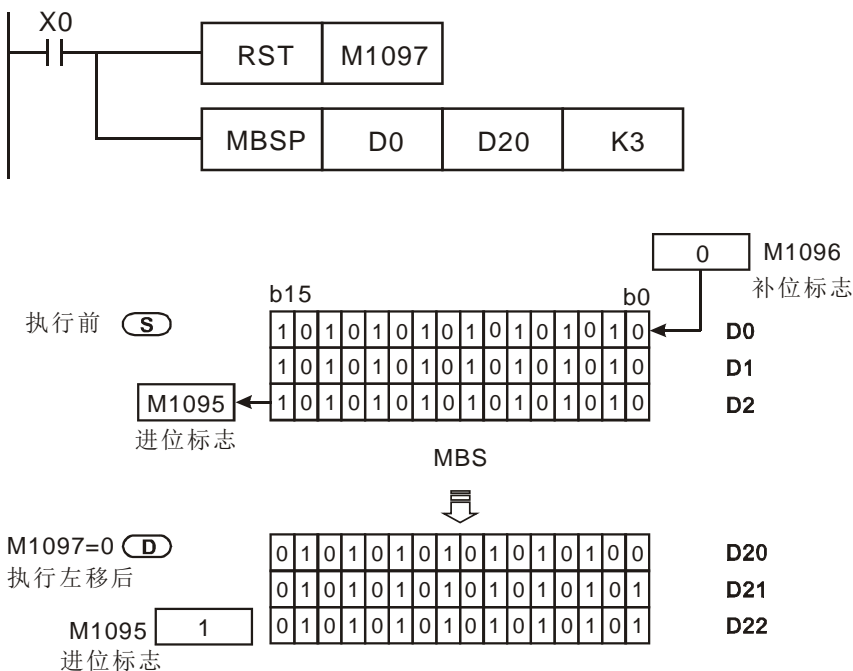 X0
RST M1097
MBSP D0 D20 K3
0 M1096
补位标志
b15 b0
执行前 S 1 0 1 0 1 0 1 0 1 0 1 0 1 0 1 0 D0
1 0 1 0 1 0 1 0 1 0 1 0 1 0 1 0 D1
M1095 1 0 1 0 1 0 1 0 1 0 1 0 1 0 1 0 D2
进位标志
MBS
M1097=0 D 0 1 0 1 0 1 0 1 0 1 0 1 0 1 0 0 D20
执行左移后 0 1 0 1 0 1 0 1 0 1 0 1 0 1 0 1 D21
M1095 1 0 1 0 1 0 1 0 1 0 1 0 1 0 1 0 1 D22
进位标志